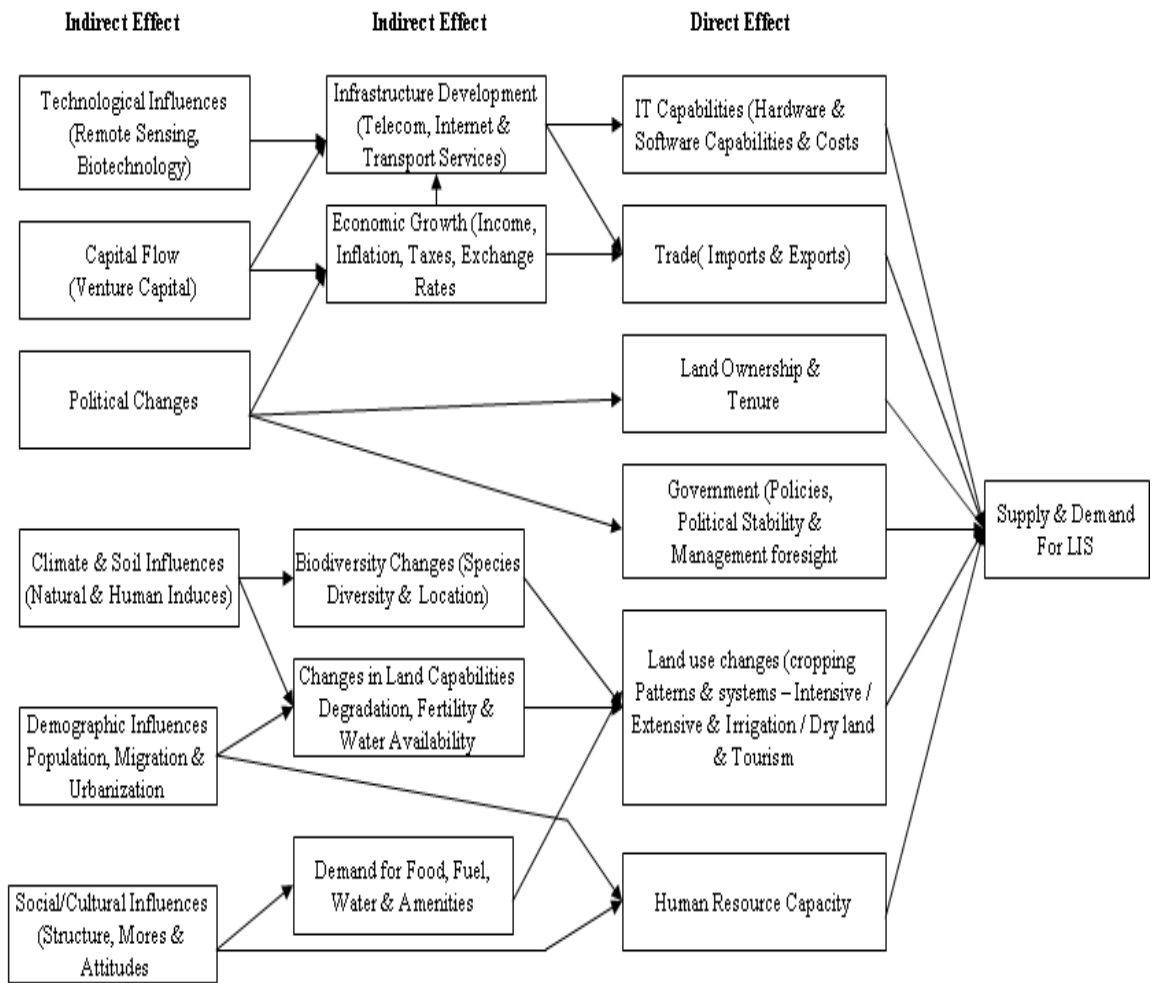 Indirect Effect
Indirect Effect
Direct Effect
Technological Influences
(Remote Sensing,
Biotechnology)
Infrastructure Development
(Telecom, Internet &
Transport Services)
IT Capabilities (Hardware &
Software Capabilities & Costs
Capital Flow
(Venture Capital)
Economic Growth (Income,
Inflation, Taxes, Exchange
Rates
Trade( Imports & Exports)
Political Changes
Land Ownership &
Tenure
Government (Policies,
Political Stability &
Management foresight
Supply & Demand
For LIS
Climate & Soil Influences
(Natural & Human Induces)
Biodiversity Changes (Species
Diversity & Location)
Changes in Land Capabilities
Degradation, Fertility &
Water Availability
Land use changes (cropping
Patterns & systems – Intensive /
Extensive & Irrigation / Dry land
& Tourism
Demographic Influences
Population, Migration &
Urbanization
Demand for Food, Fuel,
Water & Amenities
Human Resource Capacity
Social/Cultural Influences
(Structure, Mores &
Attitudes